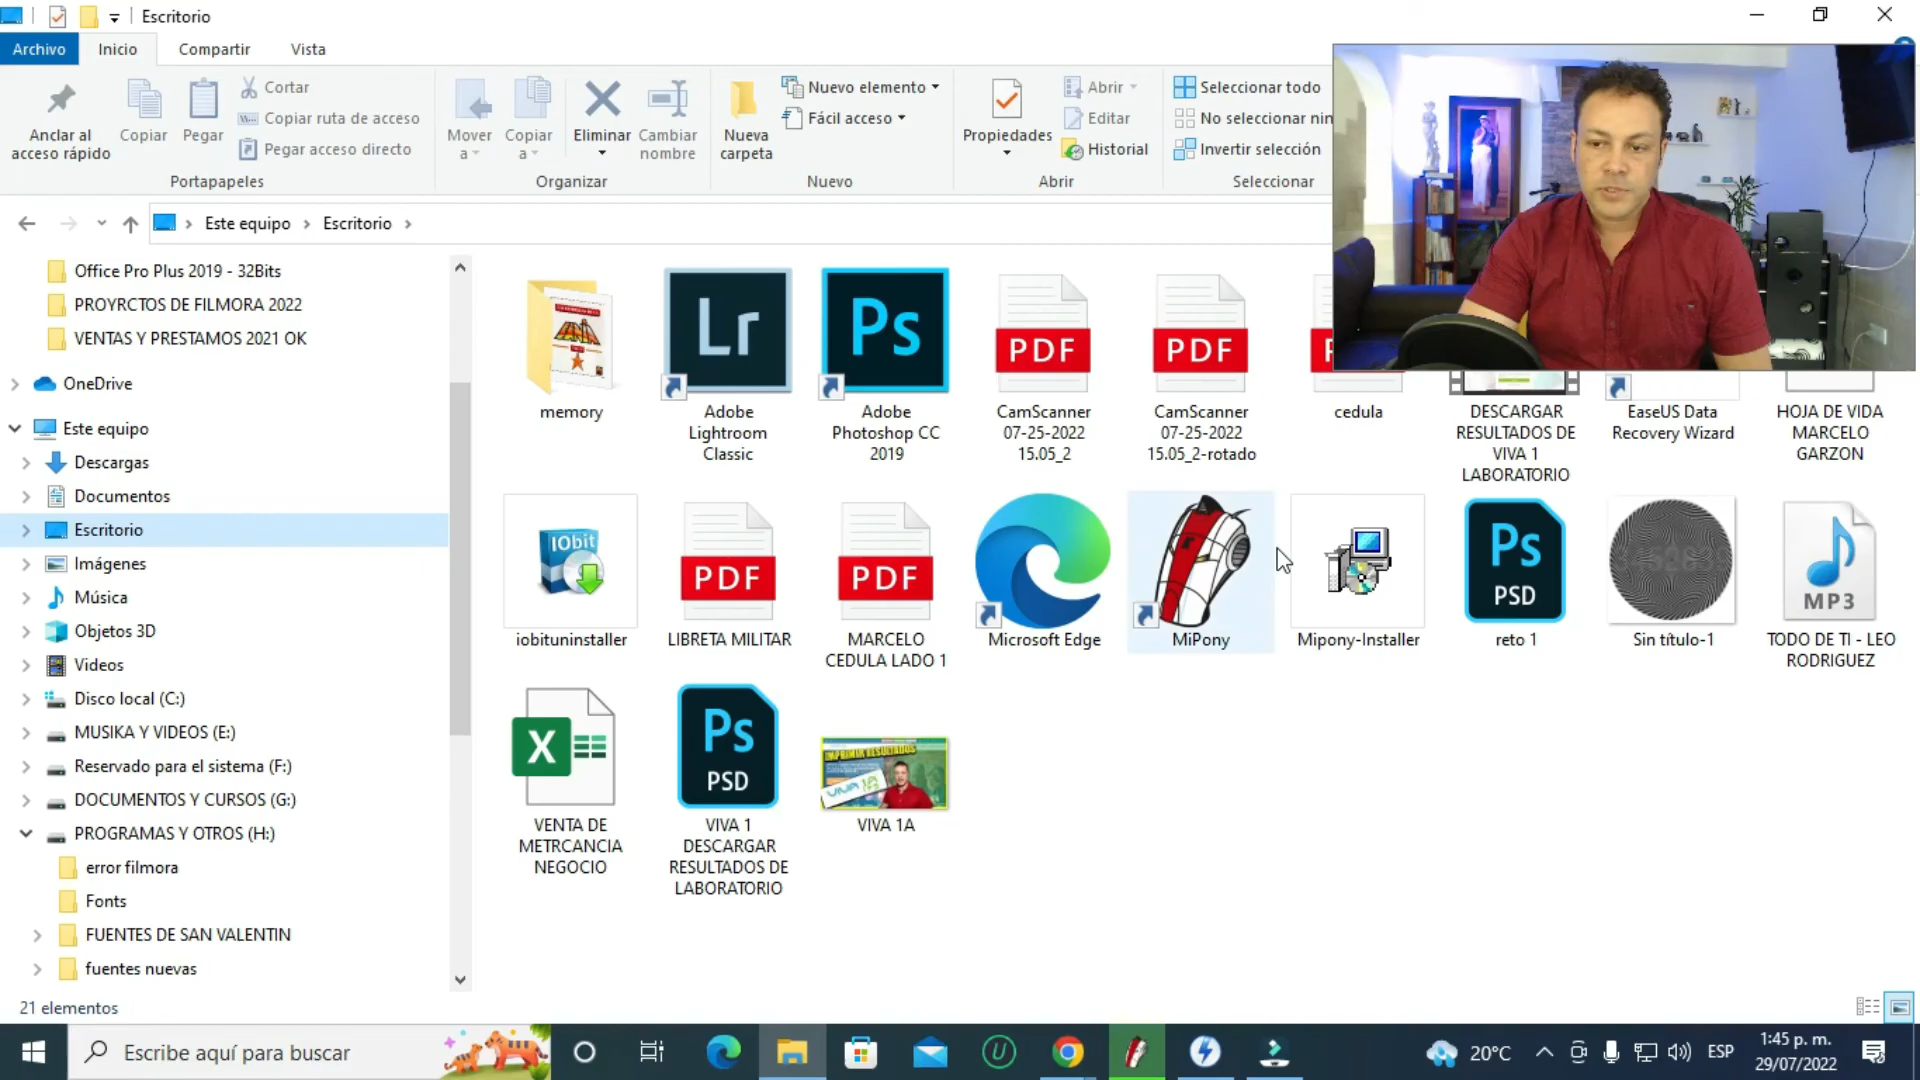 Escritorio
Archivo Inicio Compartir Vista
Anclar al
acceso rápido
Copiar
Pegar
Cortar
Copiar ruta de acceso
Pegar acceso directo
Portapapeles
Mover
a
Copiar
a
Eliminar
Cambiar
nombre
Organizar
Nueva
carpeta
Nuevo elemento
Fácil acceso
Nuevo
Propiedades
Abrir
Editar
Historial
Abrir
Seleccionar todo
No seleccionar nin
Invertir selección
Seleccionar
Este equipo
Escritorio
Office Pro Plus 2019 - 32Bits
PROYRCTOS DE FILMORA 2022
VENTAS Y PRESTAMOS 2021 OK
OneDrive
Este equipo
Descargas
Documentos
Escritorio
Imágenes
Música
Objetos 3D
Videos
Disco local (C:)
MUSIKA Y VIDEOS (E:)
Reservado para el sistema (F:)
DOCUMENTOS Y CURSOS (G:)
PROGRAMAS Y OTROS (H:)
error filmora
Fonts
FUENTES DE SAN VALENTIN
fuentes nuevas
memory
Lr
Adobe
Lightroom
Classic
Ps
Adobe
Photoshop CC
2019
PDF
CamScanner
07-25-2022
15.05_2
PDF
CamScanner
07-25-2022
15.05_2-rotado
cedula
DESCARGAR
RESULTADOS DE
VIVA 1
LABORATORIO
EaseUS Data
Recovery Wizard
HOJA DE VIDA
MARCELO
GARZON
IObit
iobituninstaller
PDF
LIBRETA MILITAR
PDF
MARCELO
CEDULA LADO 1
Microsoft Edge
MiPony
Mipony-Installer
Ps
PSD
reto 1
Sin título-1
MP3
TODO DE TI - LEO
RODRIGUEZ
X
VENTA DE
METRCANCIA
NEGOCIO
Ps
PSD
VIVA 1
DESCARGAR
RESULTADOS DE
LABORATORIO
IMPRIMIR RESULTADOS
VIVA 1A
VIVA 1A
21 elementos
Escribe aquí para buscar
20°C
ESP
1:45 p. m.
29/07/2022